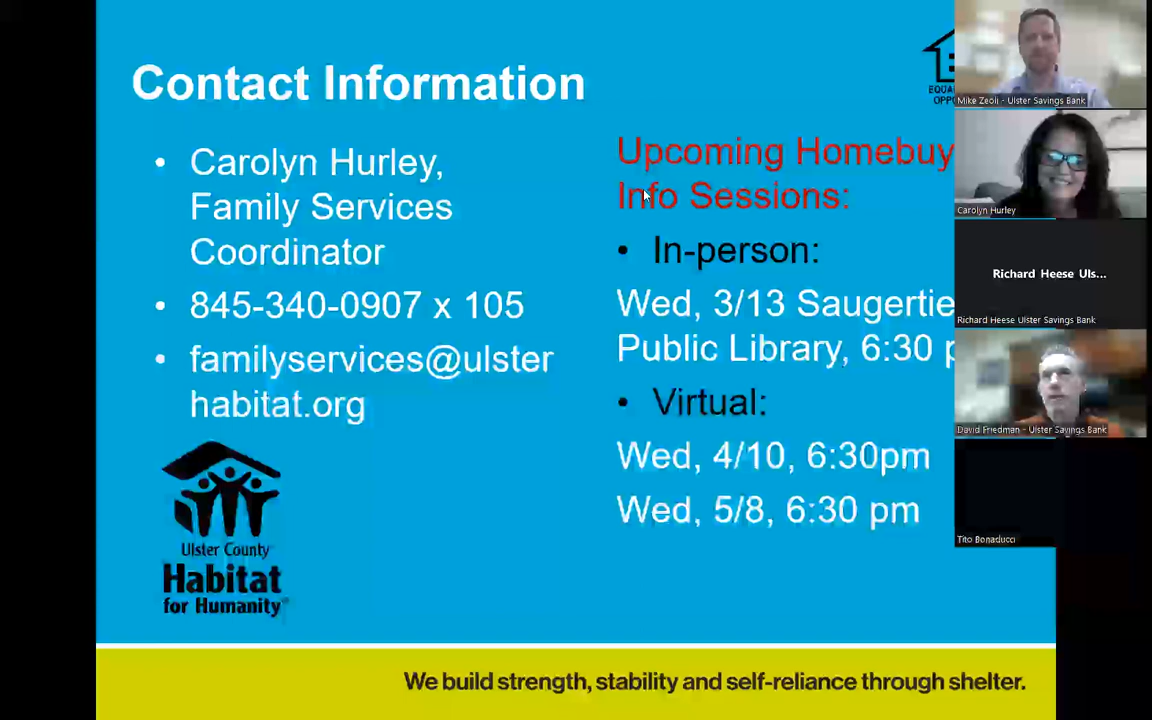 Contact Information
• Carolyn Hurley,
Family Services
Coordinator
• 845-340-0907 x 105
• familyservices@ulster
habitat.org
Ulster County
Habitat
for Humanity
Upcoming Homebuy
Info Sessions:
• In-person:
Wed, 3/13 Saugertie
Public Library, 6:30 p
• Virtual:
Wed, 4/10, 6:30pm
Wed, 5/8, 6:30 pm
We build strength, stability and self-reliance through shelter.
EQUA
OPP
Mike Zeoli - Ulster Savings Bank
Carolyn Hurley
Richard Heese Uls...
Richard Heese Ulster Savings Bank
David Friedman - Ulster Savings Bank
Tito Bonaducci